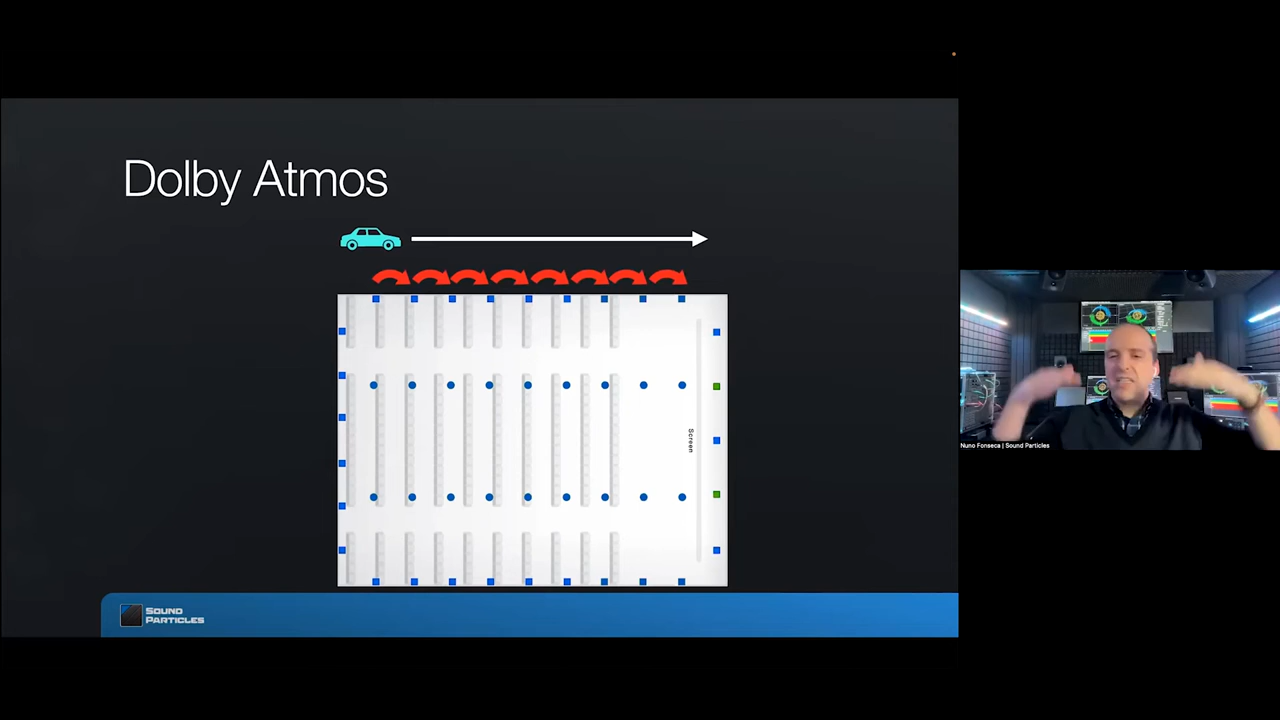 Dolby Atmos
Screen
SOUND
PARTICLES
Nuno Fonseca | Sound Particles